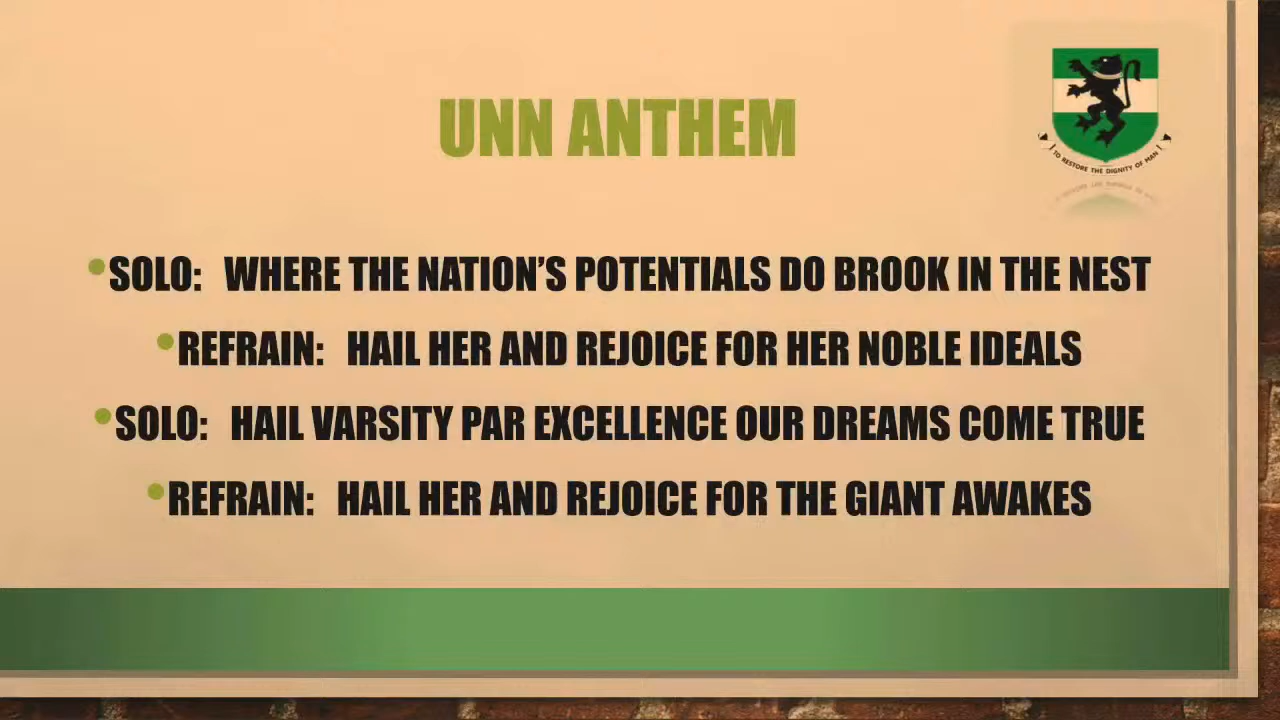 UNN ANTHEM
TO RESTORE THE DIGNITY OF MAN
•SOLO: WHERE THE NATION’S POTENTIALS DO BROOK IN THE NEST
•REFRAIN: HAIL HER AND REJOICE FOR HER NOBLE IDEALS
•SOLO: HAIL VARSITY PAR EXCELLENCE OUR DREAMS COME TRUE
•REFRAIN: HAIL HER AND REJOICE FOR THE GIANT AWAKES